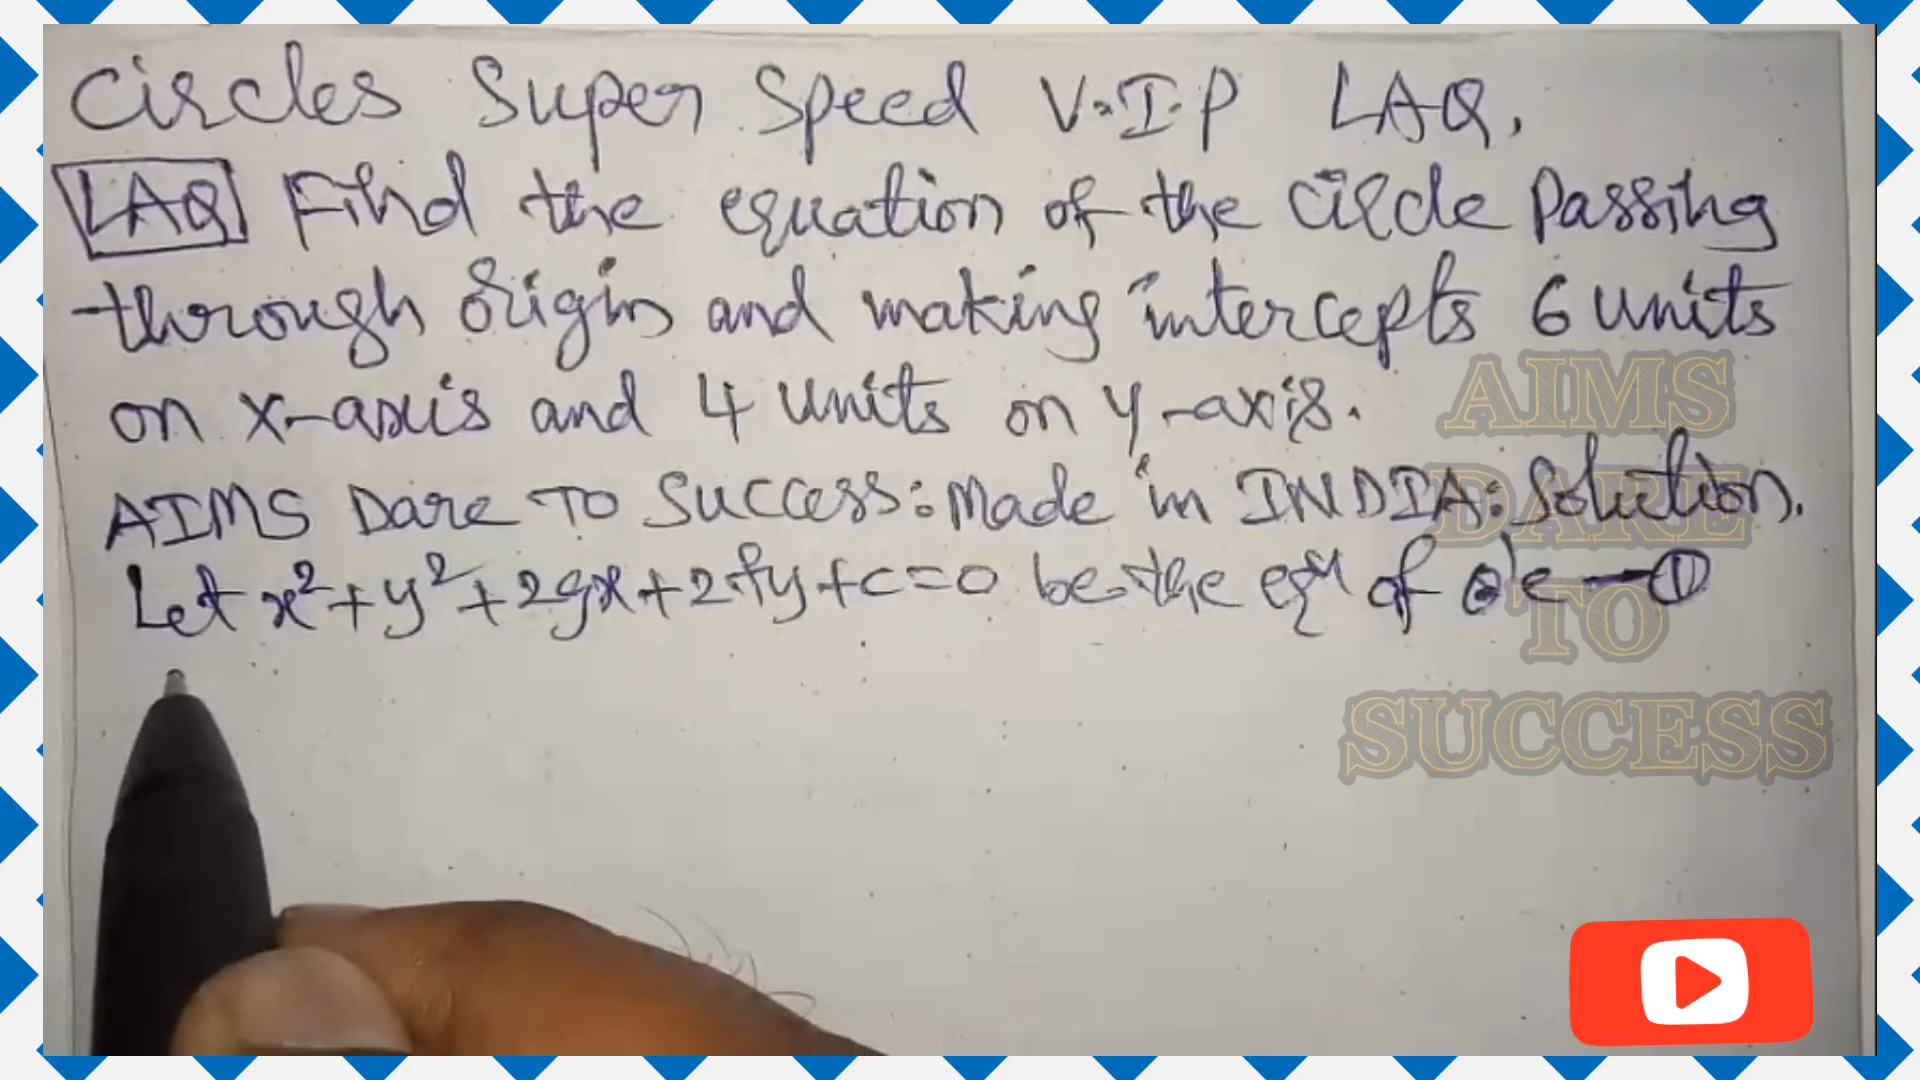 Circles Super Speed V.I.P LAQ.
LAQ Find the equation of the circle Passing
through origin and making intercepts 6 units
on x-axis and 4 units on y-axis.
AIMS Dare To Success: Made in INDIA: Solution.
Let x²+y²+2gx+2fy+c=0 be the eqn of ⊙le — ①
AIMS
DARE
TO
SUCCESS